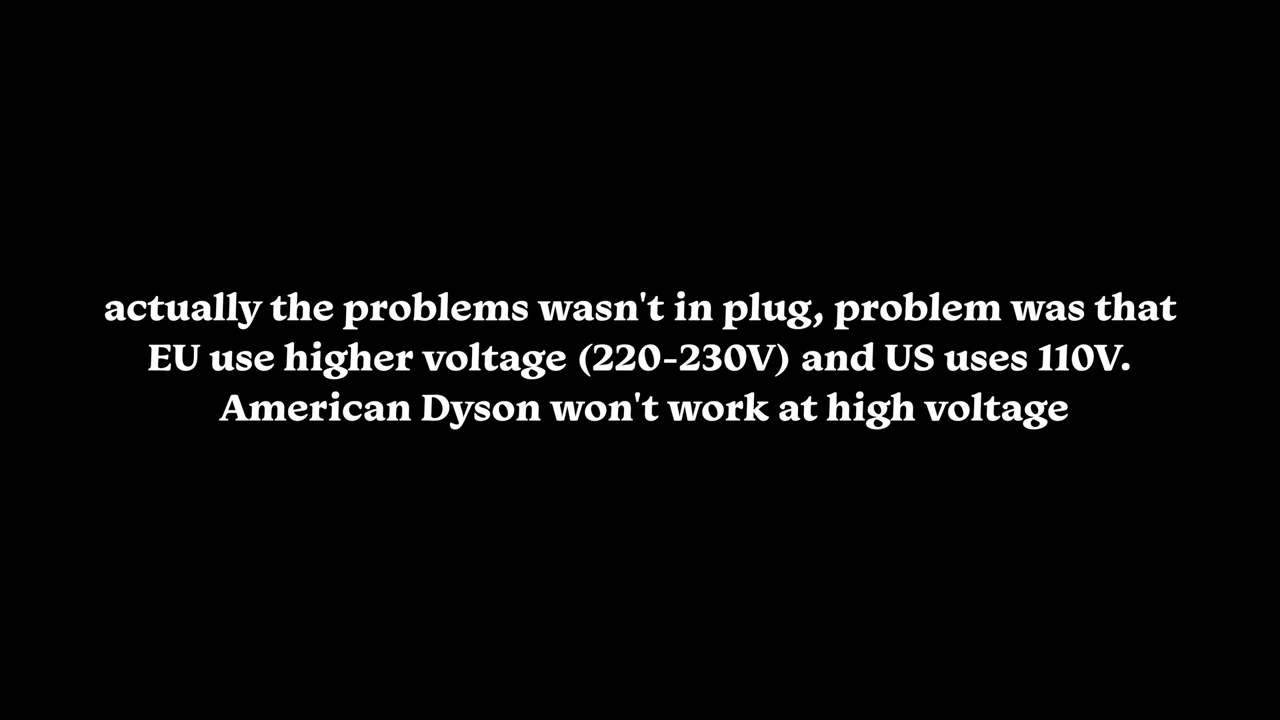 actually the problems wasn't in plug, problem was that
EU use higher voltage (220-230V) and US uses 110V.
American Dyson won't work at high voltage